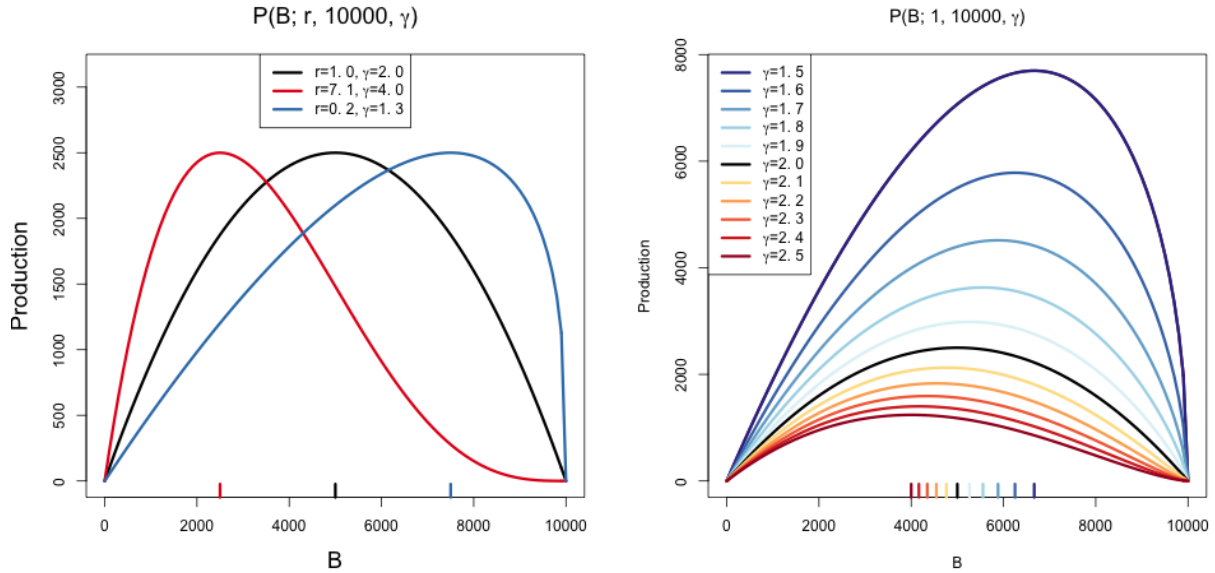 P(B; r, 10000, γ)
r=1. 0, γ=2. 0
r=7. 1, γ=4. 0
r=0. 2, γ=1. 3
Production
0
500
1000
1500
2000
2500
3000
0
2000
4000
6000
8000
10000
B
P(B; 1, 10000, γ)
γ=1. 5
γ=1. 6
γ=1. 7
γ=1. 8
γ=1. 9
γ=2. 0
γ=2. 1
γ=2. 2
γ=2. 3
γ=2. 4
γ=2. 5
Production
0
2000
4000
6000
8000
0
2000
4000
6000
8000
10000
B